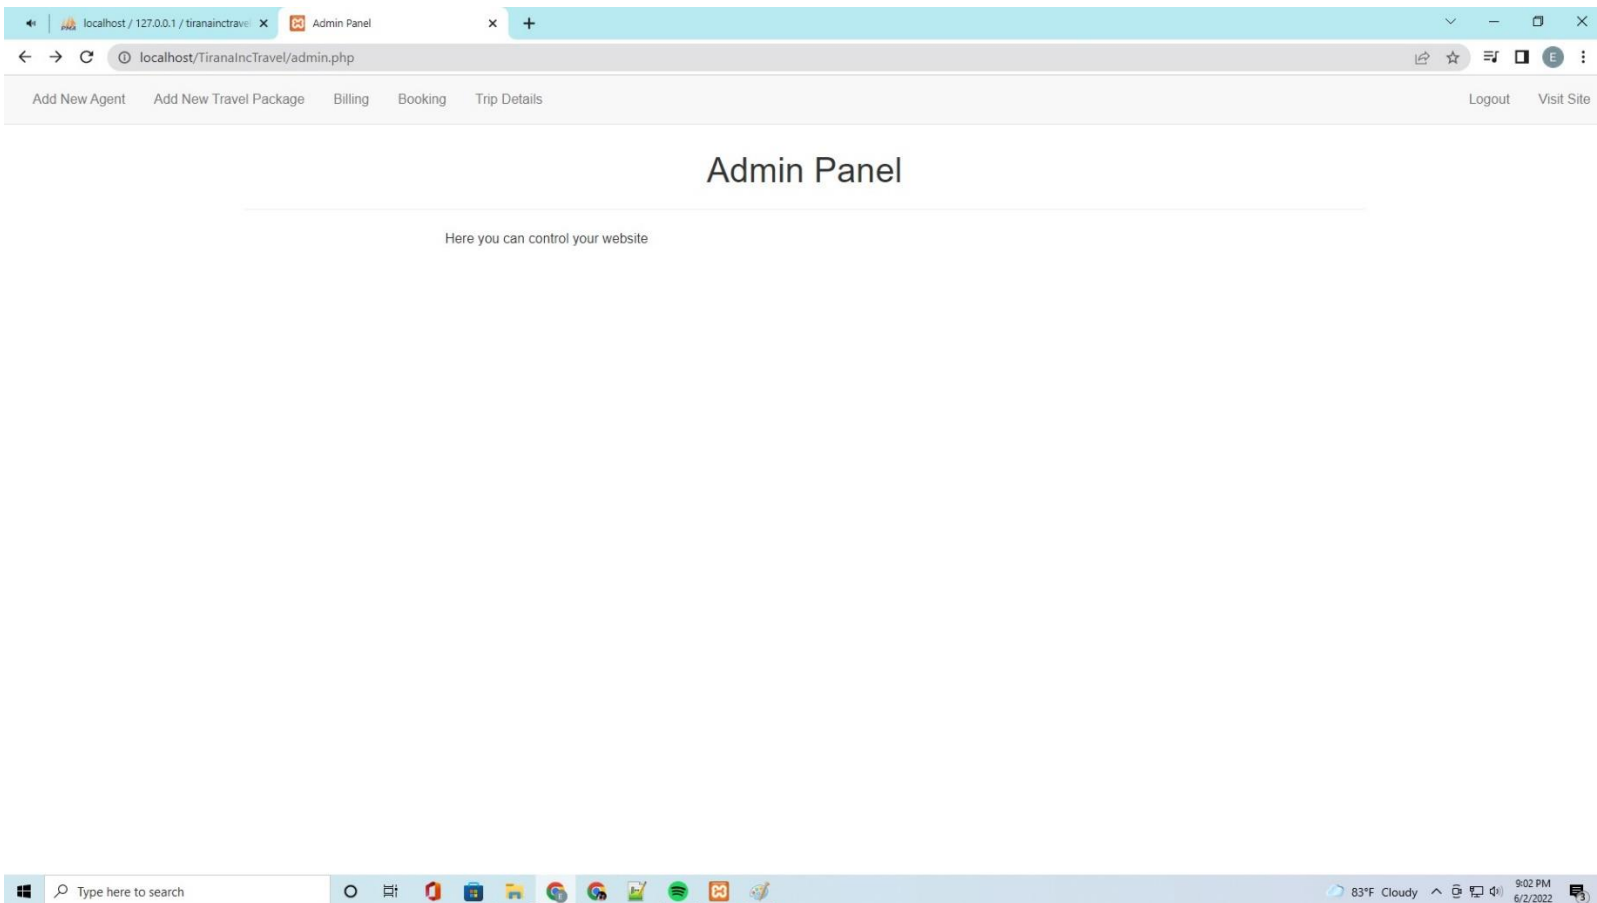 localhost / 127.0.0.1 / tiranainctrave
Admin Panel
localhost/TiranaIncTravel/admin.php
E
Add New Agent Add New Travel Package Billing Booking Trip Details Logout Visit Site
Admin Panel
Here you can control your website
Type here to search
83°F Cloudy
9:02 PM
6/2/2022
3